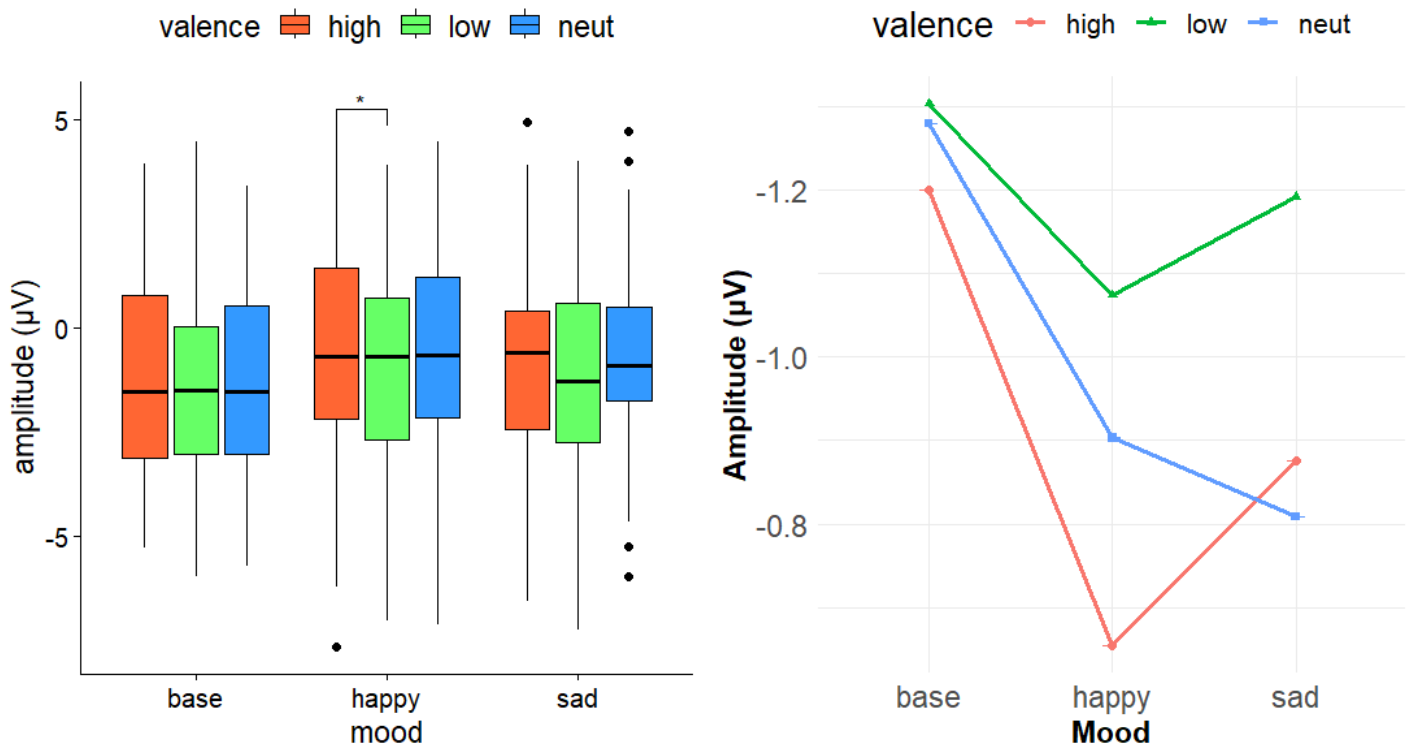 valence high low neut
*
5
0
-5
amplitude (µV)
base happy sad
mood
valence high low neut
-1.2
-1.0
-0.8
Amplitude (µV)
base happy sad
Mood